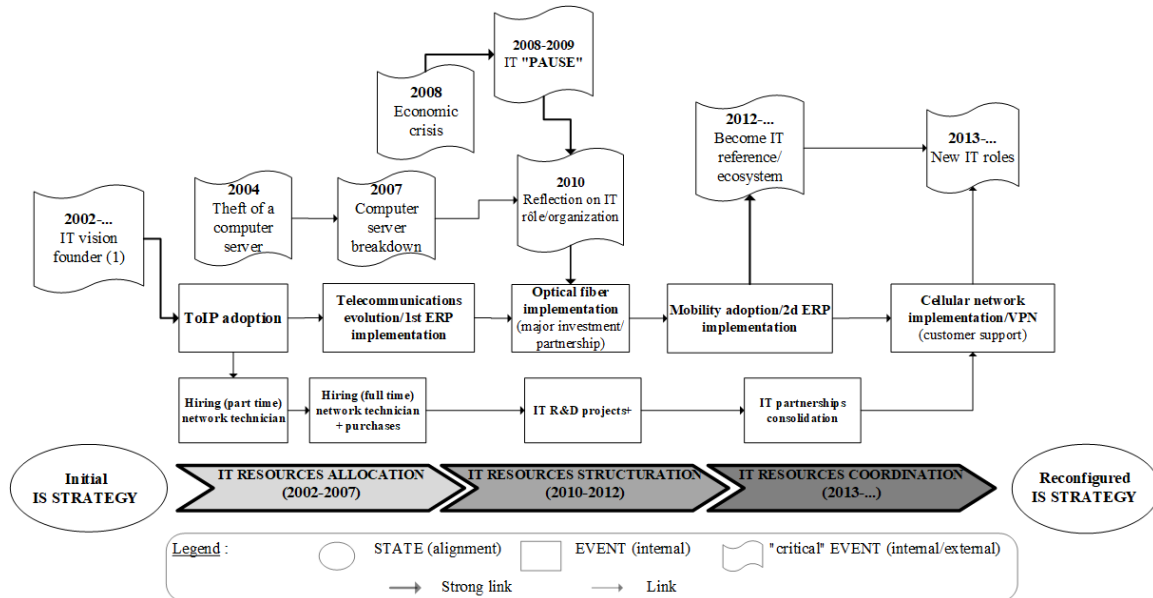 2008-2009
IT "PAUSE"
2008
Economic
crisis
2012-...
Become IT
reference/
ecosystem
2013-...
New IT roles
2002-...
IT vision
founder (1)
2004
Theft of a
computer
server
2007
Computer
server
breakdown
2010
Reflection on IT
rôle/organization
ToIP adoption
Telecommunications
evolution/1st ERP
implementation
Optical fiber
implementation
(major investment/
partnership)
Mobility adoption/2d ERP
implementation
Cellular network
implementation/VPN
(customer support)
Hiring (part time)
network technician
Hiring (full time)
network technician
+ purchases
IT R&D projects+
IT partnerships
consolidation
Initial
IS STRATEGY
IT RESOURCES ALLOCATION
(2002-2007)
IT RESOURCES STRUCTURATION
(2010-2012)
IT RESOURCES COORDINATION
(2013-...)
Reconfigured
IS STRATEGY
Legend :
STATE (alignment)
EVENT (internal)
"critical" EVENT (internal/external)
Strong link
Link